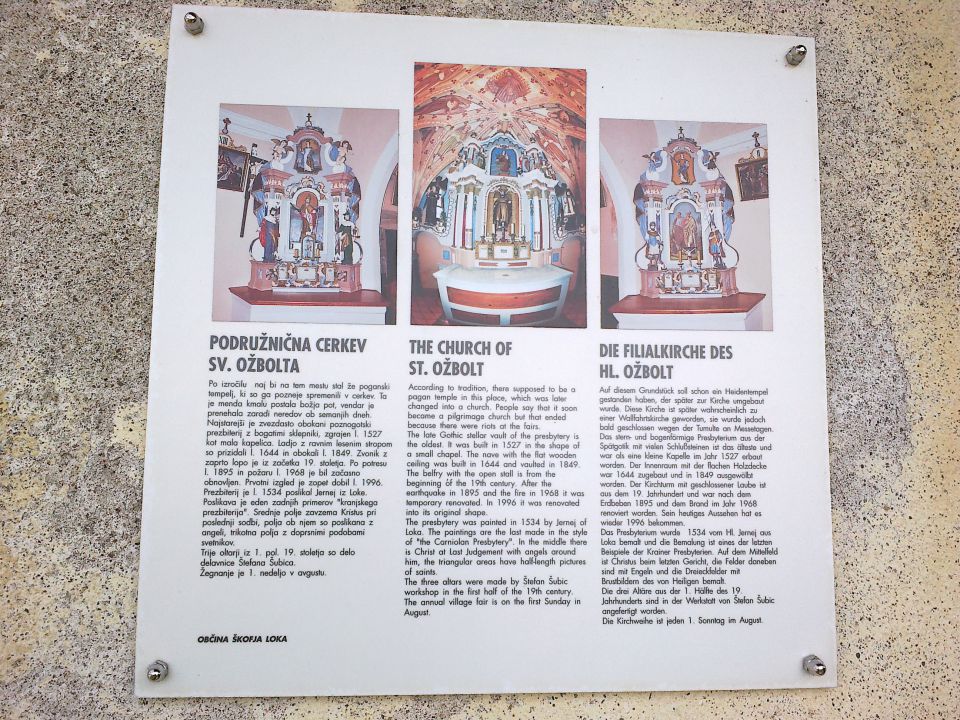 PODRUŽNIČNA CERKEV
SV. OŽBOLTA
Po izročilu naj bi na tem mestu stal že poganski
tempelj, ki so ga pozneje spremenili v cerkev. Ta
je menda kmalu postala božja pot, vendar je
prenehala zaradi neredov ob semanjih dneh.
Najstarejši je zvezdasto obokani poznogotski
prezbiterij z bogatimi sklepniki, zgrajen l. 1527
kot mala kapelica. Ladjo z ravnim lesenim stropom
so prizidali l. 1644 in obokali l. 1849. Zvonik z
zaprto lopo je iz začetka 19. stoletja. Po potresu
l. 1895 in požaru l. 1968 je bil začasno
obnovljen. Prvotni izgled je zopet dobil l. 1996.
Prezbiterij je l. 1534 poslikal Jernej iz Loke.
Poslikava je eden zadnjih primerov "kranjskega
prezbiterija". Srednje polje zavzema Kristus pri
poslednji sodbi, polja ob njem so poslikana z
angeli, trikotna polja z doprsnimi podobami
svetnikov.
Trije oltarji iz 1. pol. 19. stoletja so delo
delavnice Štefana Šubica.
Žegnanje je 1. nedeljo v avgustu.
OBČINA ŠKOFJA LOKA
THE CHURCH OF
ST. OŽBOLT
According to tradition, there supposed to be a
pagan temple in this place, which was later
changed into a church. People say that it soon
become a pilgrimage church but that ended
because there were riots at the fairs.
The late Gothic stellar vault of the presbytery is
the oldest. It was built in 1527 in the shape of
a small chapel. The nave with the flat wooden
ceiling was built in 1644 and vaulted in 1849.
The belfry with the open stall is from the
beginning of the 19th century. After the
earthquake in 1895 and the fire in 1968 it was
temporary renovated. In 1996 it was renovated
into its original shape.
The presbytery was painted in 1534 by Jernej of
Loka. The paintings are the last made in the style
of "the Carniolan Presbytery". In the middle there
is Christ at Last Judgement with angels around
him, the triangular areas have half-length pictures
of saints.
The three altars were made by Štefan Šubic
workshop in the first half of the 19th century.
The annual village fair is on the first Sunday in
August.
DIE FILIALKIRCHE DES
HL. OŽBOLT
Auf diesem Grundstück soll schon ein Heidentempel
gestanden haben, der später zur Kirche umgebaut
wurde. Diese Kirche ist später wahrscheinlich zu
einer Wallfahrtskirche geworden, sie wurde jedoch
bald geschlossen wegen der Tumulte an Messetagen.
Das stern- und bogenförmige Presbyterium aus der
Spätgotik mit vielen Schlußsteinen ist das älteste und
war als eine kleine Kapelle im Jahr 1527 erbaut
worden. Der Innenraum mit der flachen Holzdecke
war 1644 zugebaut und in 1849 ausgewölbt
worden. Der Kirchturm mit geschlossener Laube ist
aus dem 19. Jahrhundert und war nach dem
Erdbeben 1895 und dem Brand im Jahr 1968
renoviert worden. Sein heutiges Aussehen hat es
wieder 1996 bekommen.
Das Presbyterium wurde 1534 vom Hl. Jernej aus
Loka bemalt und die Bemalung ist eines der letzten
Beispiele der Krainer Presbyterien. Auf dem Mittelfeld
ist Christus beim letzten Gericht, die Felder daneben
sind mit Engeln und die Dreieckfelder mit
Brustbildern des von Heiligen bemalt.
Die drei Altäre aus der 1. Hälfte des 19.
Jahrhunderts sind in der Werkstatt von Štefan Šubic
angefertigt worden.
Die Kirchweihe ist jeden 1. Sonntag im August.